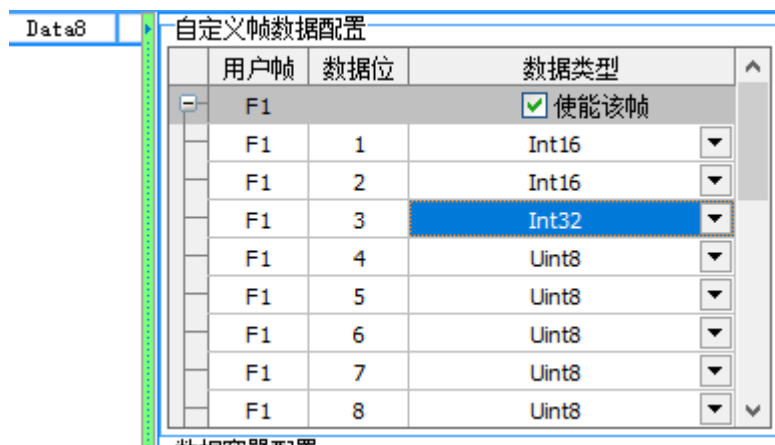 Data8
自定义帧数据配置
用户帧 数据位 数据类型
F1 使能该帧
F1 1 Int16
F1 2 Int16
F1 3 Int32
F1 4 Uint8
F1 5 Uint8
F1 6 Uint8
F1 7 Uint8
F1 8 Uint8